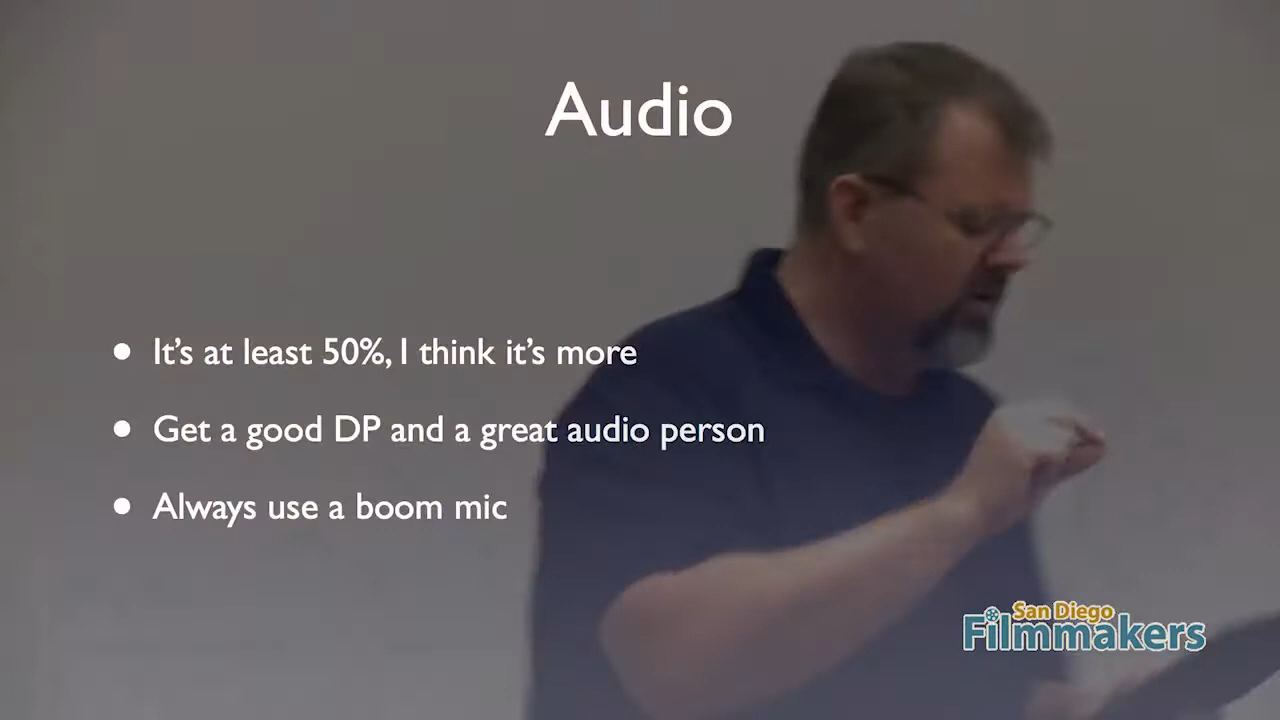 Audio
• It's at least 50%, I think it's more
• Get a good DP and a great audio person
• Always use a boom mic
San Diego
Filmmakers